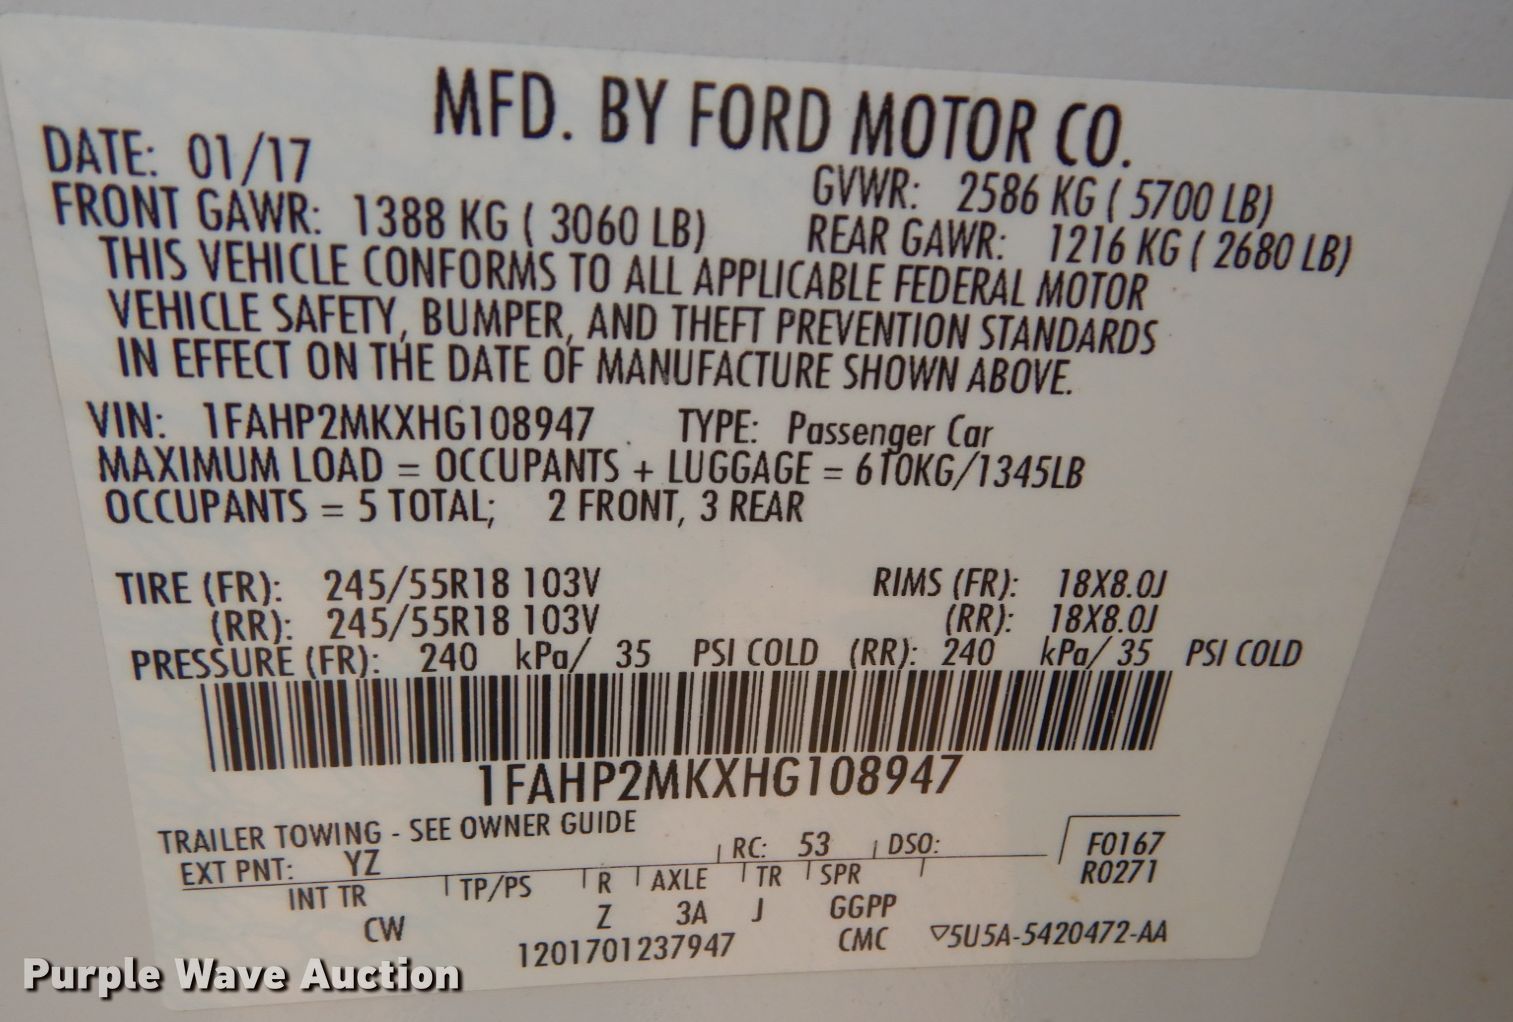 MFD. BY FORD MOTOR CO.
DATE: 01/17
GVWR: 2586 KG ( 5700 LB)
FRONT GAWR: 1388 KG ( 3060 LB)
REAR GAWR: 1216 KG ( 2680 LB)
THIS VEHICLE CONFORMS TO ALL APPLICABLE FEDERAL MOTOR
VEHICLE SAFETY, BUMPER, AND THEFT PREVENTION STANDARDS
IN EFFECT ON THE DATE OF MANUFACTURE SHOWN ABOVE.
VIN: 1FAHP2MKXHG108947 TYPE: Passenger Car
MAXIMUM LOAD = OCCUPANTS + LUGGAGE = 610KG/1345LB
OCCUPANTS = 5 TOTAL; 2 FRONT, 3 REAR
TIRE (FR): 245/55R18 103V RIMS (FR): 18X8.0J
(RR): 245/55R18 103V (RR): 18X8.0J
PRESSURE (FR): 240 kPa/ 35 PSI COLD (RR): 240 kPa/ 35 PSI COLD
1FAHP2MKXHG108947
TRAILER TOWING - SEE OWNER GUIDE
EXT PNT: YZ RC: 53 DSO: F0167
R0271
INT TR TP/PS R AXLE TR SPR
CW Z 3A J GGPP
1201701237947 CMC ▽5U5A-5420472-AA
Purple Wave Auction